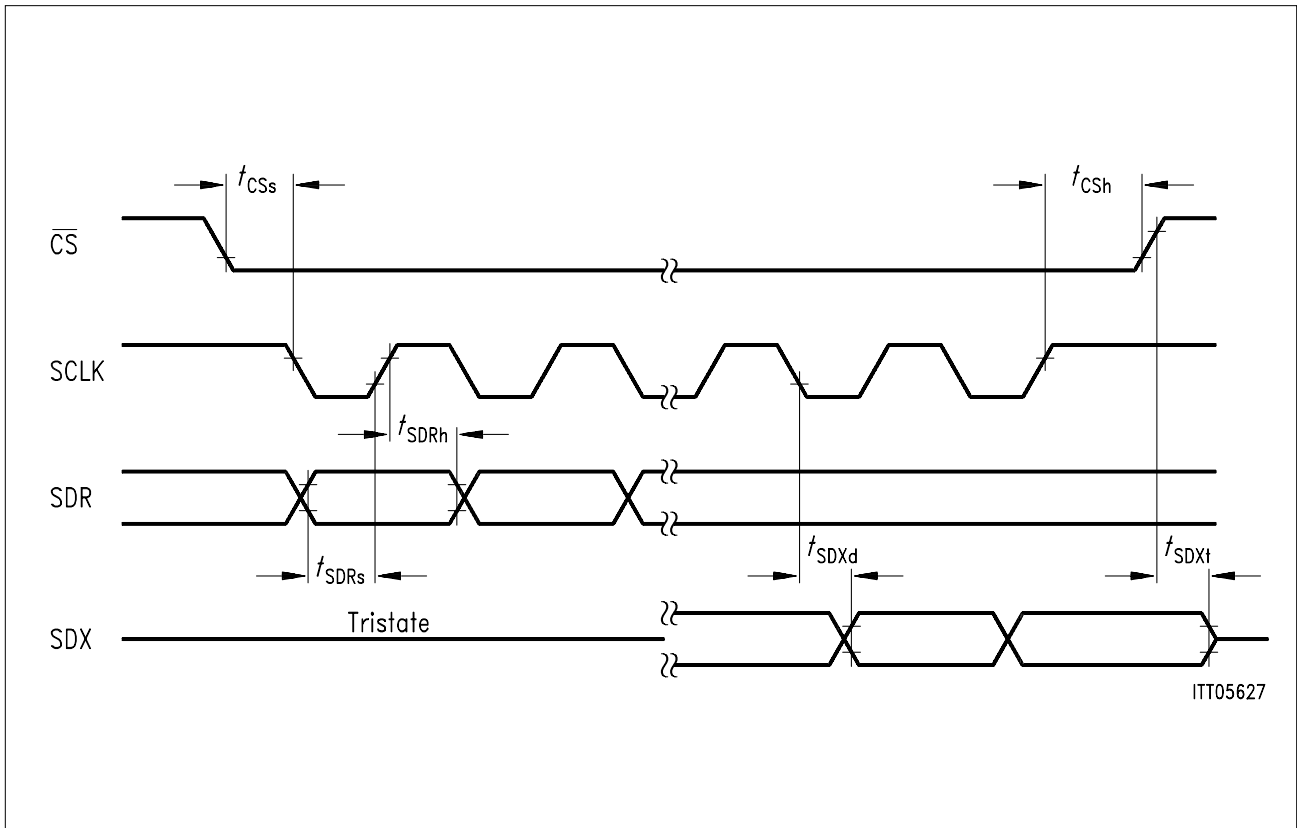 tCSs
tCSh
CS
SCLK
tSDRh
SDR
tSDRs
tSDXd
tSDXt
Tristate
SDX
ITT05627